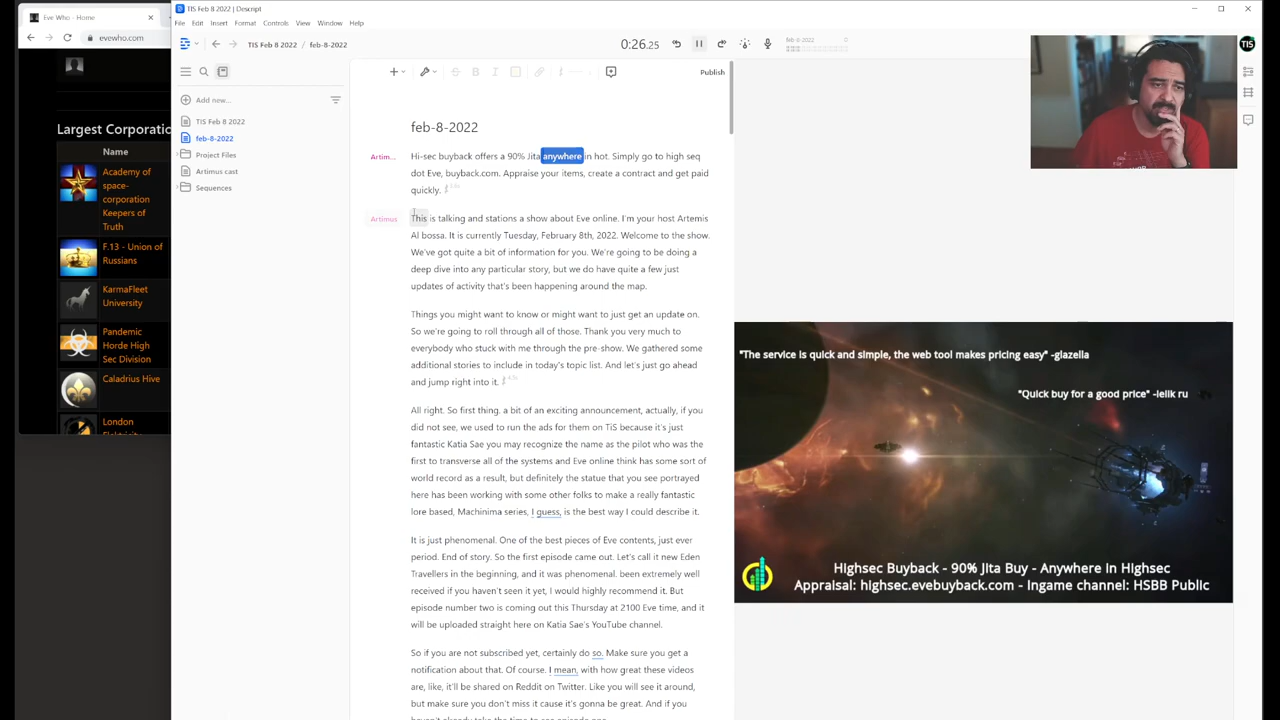 Eve Who - Home
evewho.com
Largest Corporatio
Name
Academy of
space-
corporation
Keepers of
Truth
F.13 - Union of
Russians
KarmaFleet
University
Pandemic
Horde High
Sec Division
Caladrius Hive
London
TIS Feb 8 2022 | Descript
File Edit Insert Format Controls View Window Help
TIS Feb 8 2022 / feb-8-2022
0:26.25
Publish
TIS
Add new...
TIS Feb 8 2022
feb-8-2022
Project Files
Artimus cast
Sequences
feb-8-2022
Artim...
Hi-sec buyback offers a 90% Jita anywhere in hot. Simply go to high seq
dot Eve, buyback.com. Appraise your items, create a contract and get paid
quickly.
Artimus
This is talking and stations a show about Eve online. I'm your host Artemis
Al bossa. It is currently Tuesday, February 8th, 2022. Welcome to the show.
We've got quite a bit of information for you. We're going to be doing a
deep dive into any particular story, but we do have quite a few just
updates of activity that's been happening around the map.
Things you might want to know or might want to just get an update on.
So we're going to roll through all of those. Thank you very much to
everybody who stuck with me through the pre-show. We gathered some
additional stories to include in today's topic list. And let's just go ahead
and jump right into it.
All right. So first thing. a bit of an exciting announcement, actually, if you
did not see, we used to run the ads for them on TiS because it's just
fantastic Katia Sae you may recognize the name as the pilot who was the
first to transverse all of the systems and Eve online think has some sort of
world record as a result, but definitely the statue that you see portrayed
here has been working with some other folks to make a really fantastic
lore based, Machinima series, I guess, is the best way I could describe it.
It is just phenomenal. One of the best pieces of Eve contents, just ever
period. End of story. So the first episode came out. Let's call it new Eden
Travellers in the beginning, and it was phenomenal. been extremely well
received if you haven't seen it yet, I would highly recommend it. But
episode number two is coming out this Thursday at 2100 Eve time, and it
will be uploaded straight here on Katia Sae's YouTube channel.
So if you are not subscribed yet, certainly do so. Make sure you get a
notification about that. Of course. I mean, with how great these videos
are, like, it'll be shared on Reddit on Twitter. Like you will see it around,
but make sure you don't miss it cause it's gonna be great. And if you
haven't already take the time to see episode one.
"The service is quick and simple, the web tool makes pricing easy" -glazella
"Quick buy for a good price" -lellk ru
Highsec Buyback - 90% Jita Buy - Anywhere in Highsec
Appraisal: highsec.evebuyback.com - Ingame channel: HSBB Public